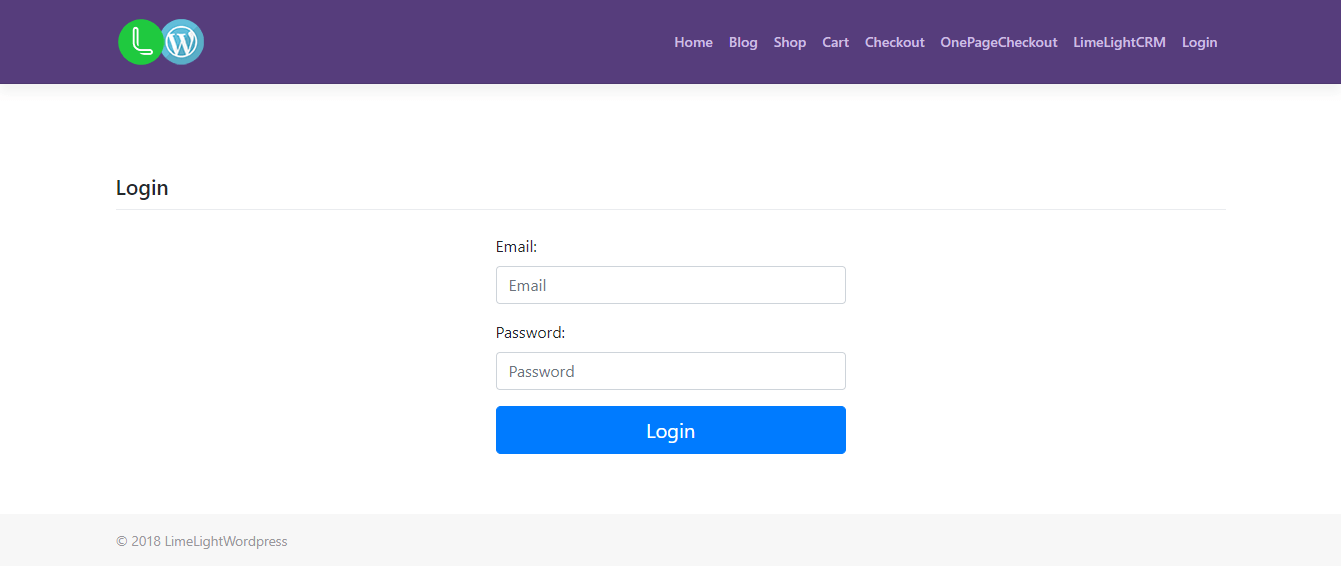 L W
Home Blog Shop Cart Checkout OnePageCheckout LimeLightCRM Login
Login
Email:
Email
Password:
Password
Login
© 2018 LimeLightWordpress